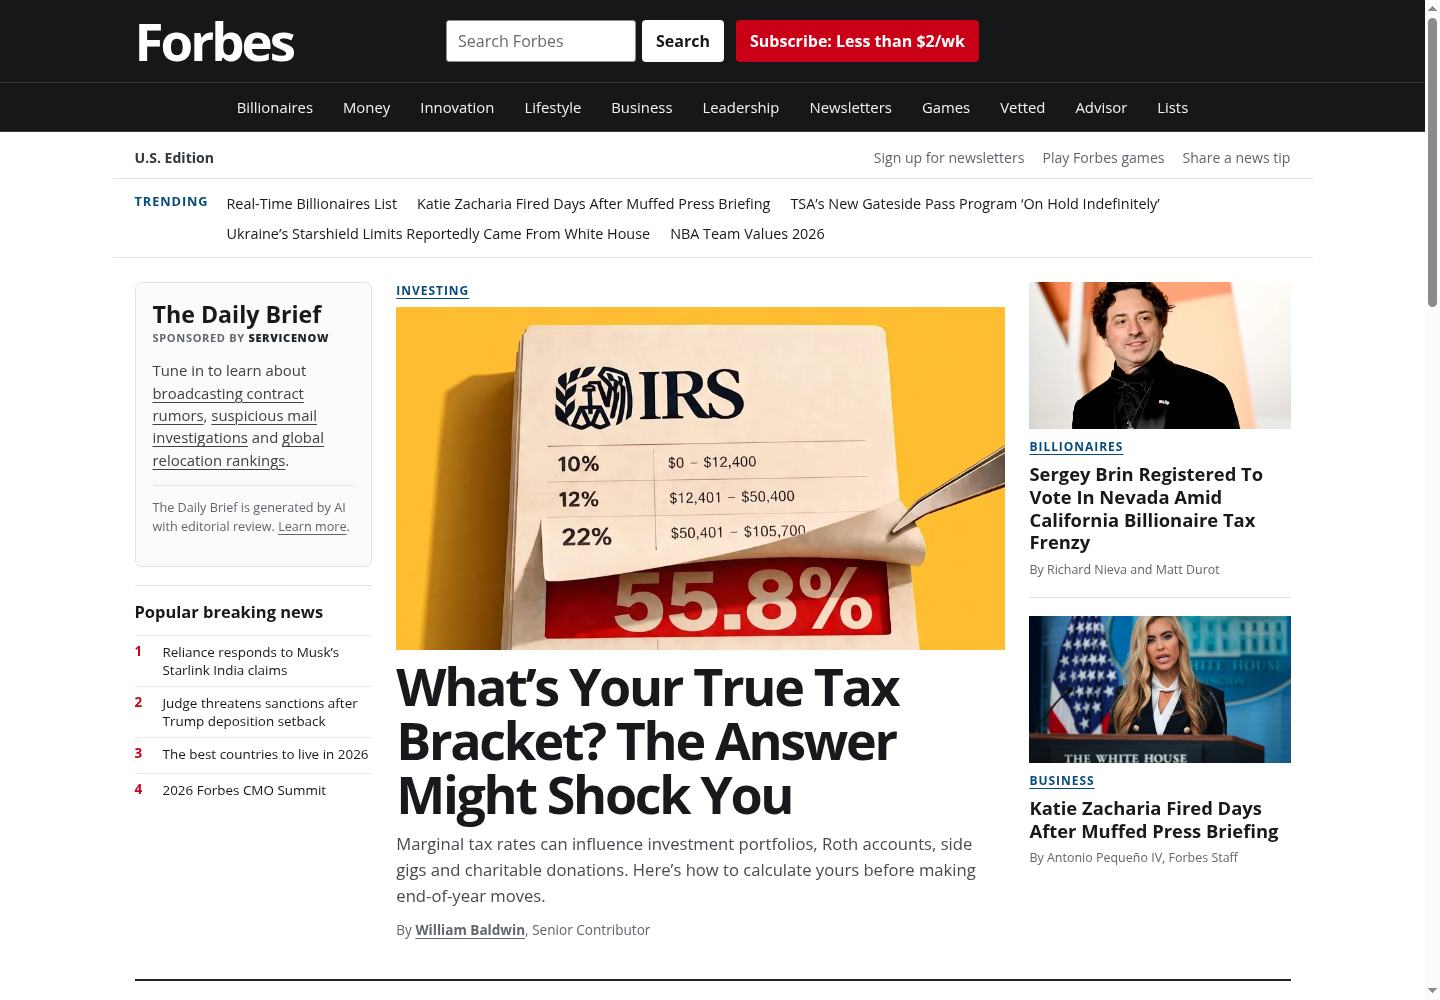 Forbes
Search Forbes
Search
Subscribe: Less than $2/wk
Billionaires
Money
Innovation
Lifestyle
Business
Leadership
Newsletters
Games
Vetted
Advisor
Lists
U.S. Edition
Sign up for newsletters
Play Forbes games
Share a news tip
TRENDING
Real-Time Billionaires List
Katie Zacharia Fired Days After Muffed Press Briefing
TSA’s New Gateside Pass Program ‘On Hold Indefinitely’
Ukraine’s Starshield Limits Reportedly Came From White House
NBA Team Values 2026
The Daily Brief
SPONSORED BY SERVICENOW
Tune in to learn about
broadcasting contract
rumors, suspicious mail
investigations and global
relocation rankings.
The Daily Brief is generated by AI
with editorial review. Learn more.
Popular breaking news
1 Reliance responds to Musk’s
Starlink India claims
2 Judge threatens sanctions after
Trump deposition setback
3 The best countries to live in 2026
4 2026 Forbes CMO Summit
INVESTING
IRS
10% $0 – $12,400
12% $12,401 – $50,400
22% $50,401 – $105,700
55.8%
What’s Your True Tax
Bracket? The Answer
Might Shock You
Marginal tax rates can influence investment portfolios, Roth accounts, side
gigs and charitable donations. Here’s how to calculate yours before making
end-of-year moves.
By William Baldwin, Senior Contributor
BILLIONAIRES
Sergey Brin Registered To
Vote In Nevada Amid
California Billionaire Tax
Frenzy
By Richard Nieva and Matt Durot
THE WHITE HOUSE
BUSINESS
Katie Zacharia Fired Days
After Muffed Press Briefing
By Antonio Pequeño IV, Forbes Staff